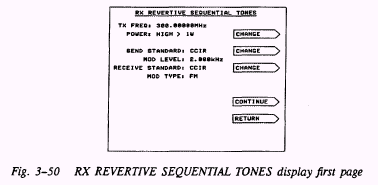 RX REVERTIVE SEQUENTIAL TONES
TX FREQ: 300.00000MHz
POWER: HIGH > 1W CHANGE
SEND STANDARD: CCIR CHANGE
MOD LEVEL: 2.000kHz
RECEIVE STANDARD: CCIR CHANGE
MOD TYPE: FM
CONTINUE
RETURN
Fig. 3-50 RX REVERTIVE SEQUENTIAL TONES display first page